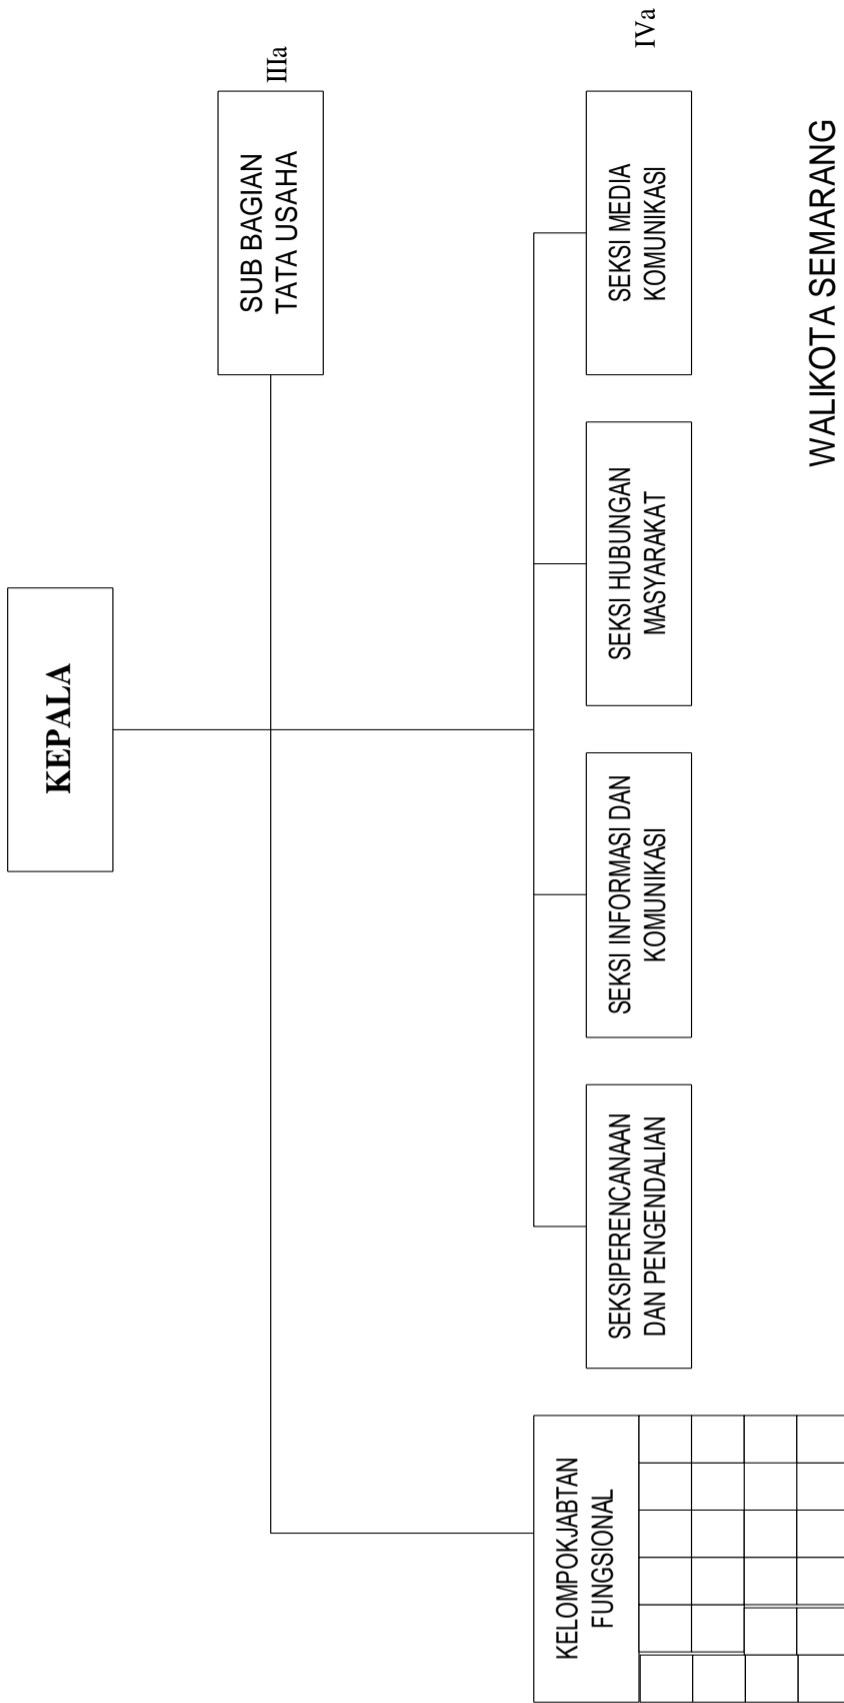 KEPALA
SUB BAGIAN
TATA USAHA
IIIa
KELOMPOKJABTAN
FUNGSIONAL
SEKSIPERENCANAAN
DAN PENGENDALIAN
SEKSI INFORMASI DAN
KOMUNIKASI
SEKSI HUBUNGAN
MASYARAKAT
SEKSI MEDIA
KOMUNIKASI
IVa
WALIKOTA SEMARANG